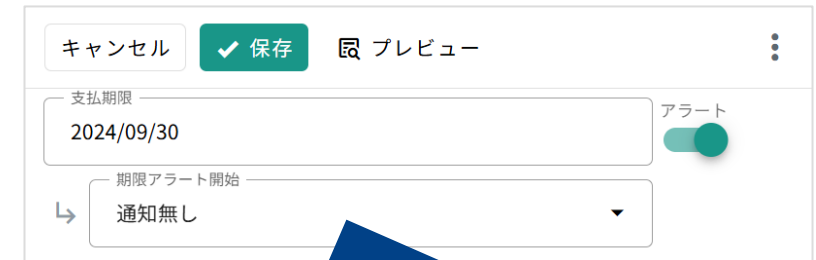 キャンセル 保存 プレビュー
支払期限
アラート
2024/09/30
期限アラート開始
通知無し